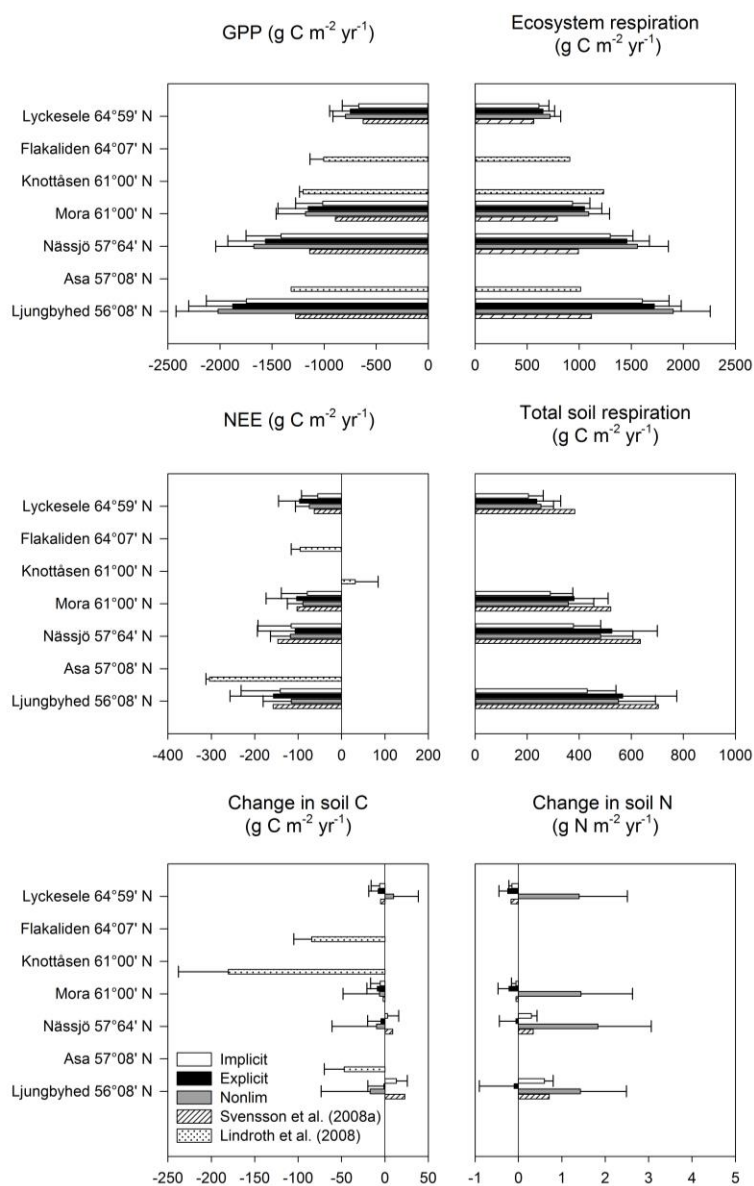 GPP (g C m⁻² yr⁻¹)
Ecosystem respiration
(g C m⁻² yr⁻¹)
Lyckesele 64°59' N
Flakaliden 64°07' N
Knottåsen 61°00' N
Mora 61°00' N
Nässjö 57°64' N
Asa 57°08' N
Ljungbyhed 56°08' N
-2500 -2000 -1500 -1000 -500 0
0 500 1000 1500 2000 2500
NEE (g C m⁻² yr⁻¹)
Total soil respiration
(g C m⁻² yr⁻¹)
Lyckesele 64°59' N
Flakaliden 64°07' N
Knottåsen 61°00' N
Mora 61°00' N
Nässjö 57°64' N
Asa 57°08' N
Ljungbyhed 56°08' N
-400 -300 -200 -100 0 100 200
0 200 400 600 800 1000
Change in soil C
(g C m⁻² yr⁻¹)
Change in soil N
(g N m⁻² yr⁻¹)
Lyckesele 64°59' N
Flakaliden 64°07' N
Knottåsen 61°00' N
Mora 61°00' N
Nässjö 57°64' N
Asa 57°08' N
Ljungbyhed 56°08' N
Implicit
Explicit
Nonlim
Svensson et al. (2008a)
Lindroth et al. (2008)
-250 -200 -150 -100 -50 0 50
-1 0 1 2 3 4 5